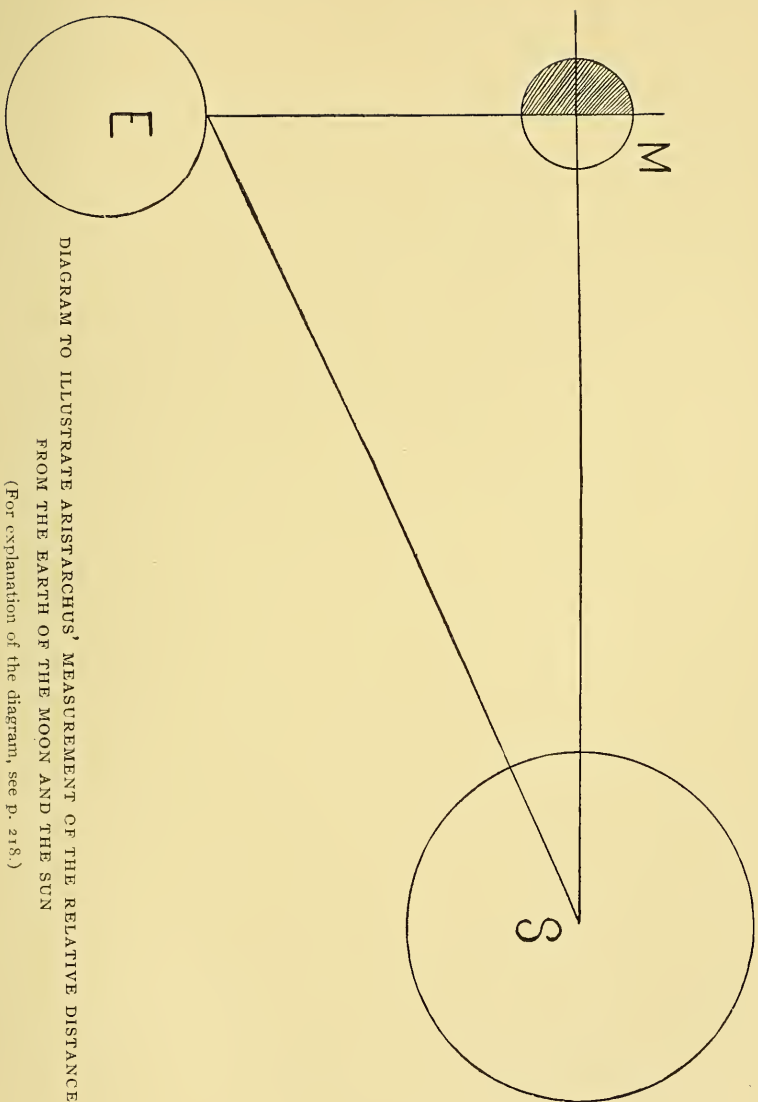 M
E
S
DIAGRAM TO ILLUSTRATE ARISTARCHUS' MEASUREMENT OF THE RELATIVE DISTANCE
FROM THE EARTH OF THE MOON AND THE SUN
(For explanation of the diagram, see p. 218.)